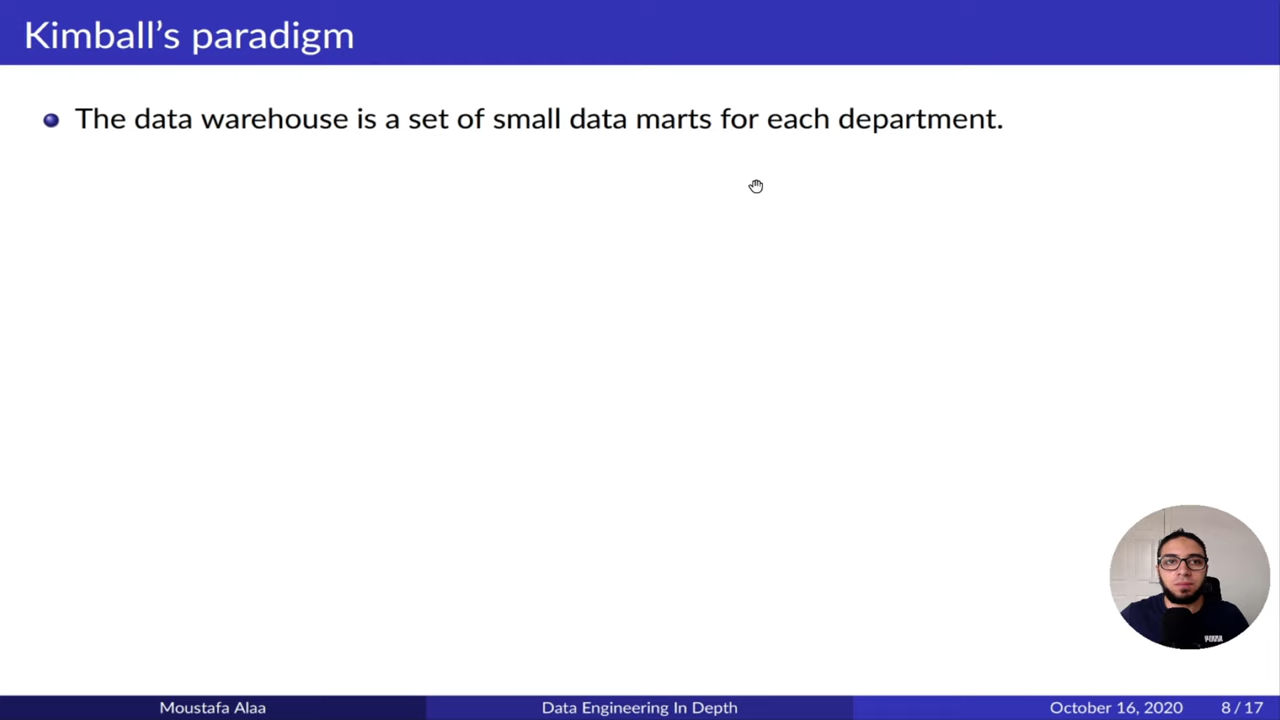 Kimball's paradigm
The data warehouse is a set of small data marts for each department.
Moustafa Alaa
Data Engineering In Depth
October 16, 2020
8 / 17